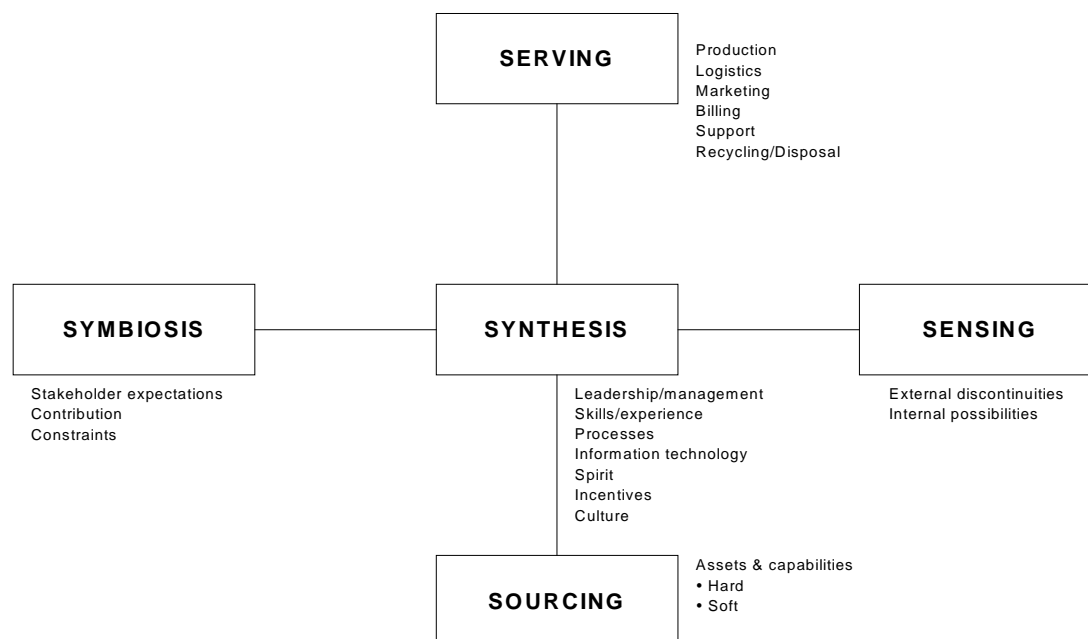 SERVING
Production
Logistics
Marketing
Billing
Support
Recycling/Disposal
SYMBIOSIS
Stakeholder expectations
Contribution
Constraints
SYNTHESIS
Leadership/management
Skills/experience
Processes
Information technology
Spirit
Incentives
Culture
SENSING
External discontinuities
Internal possibilities
SOURCING
Assets & capabilities
• Hard
• Soft